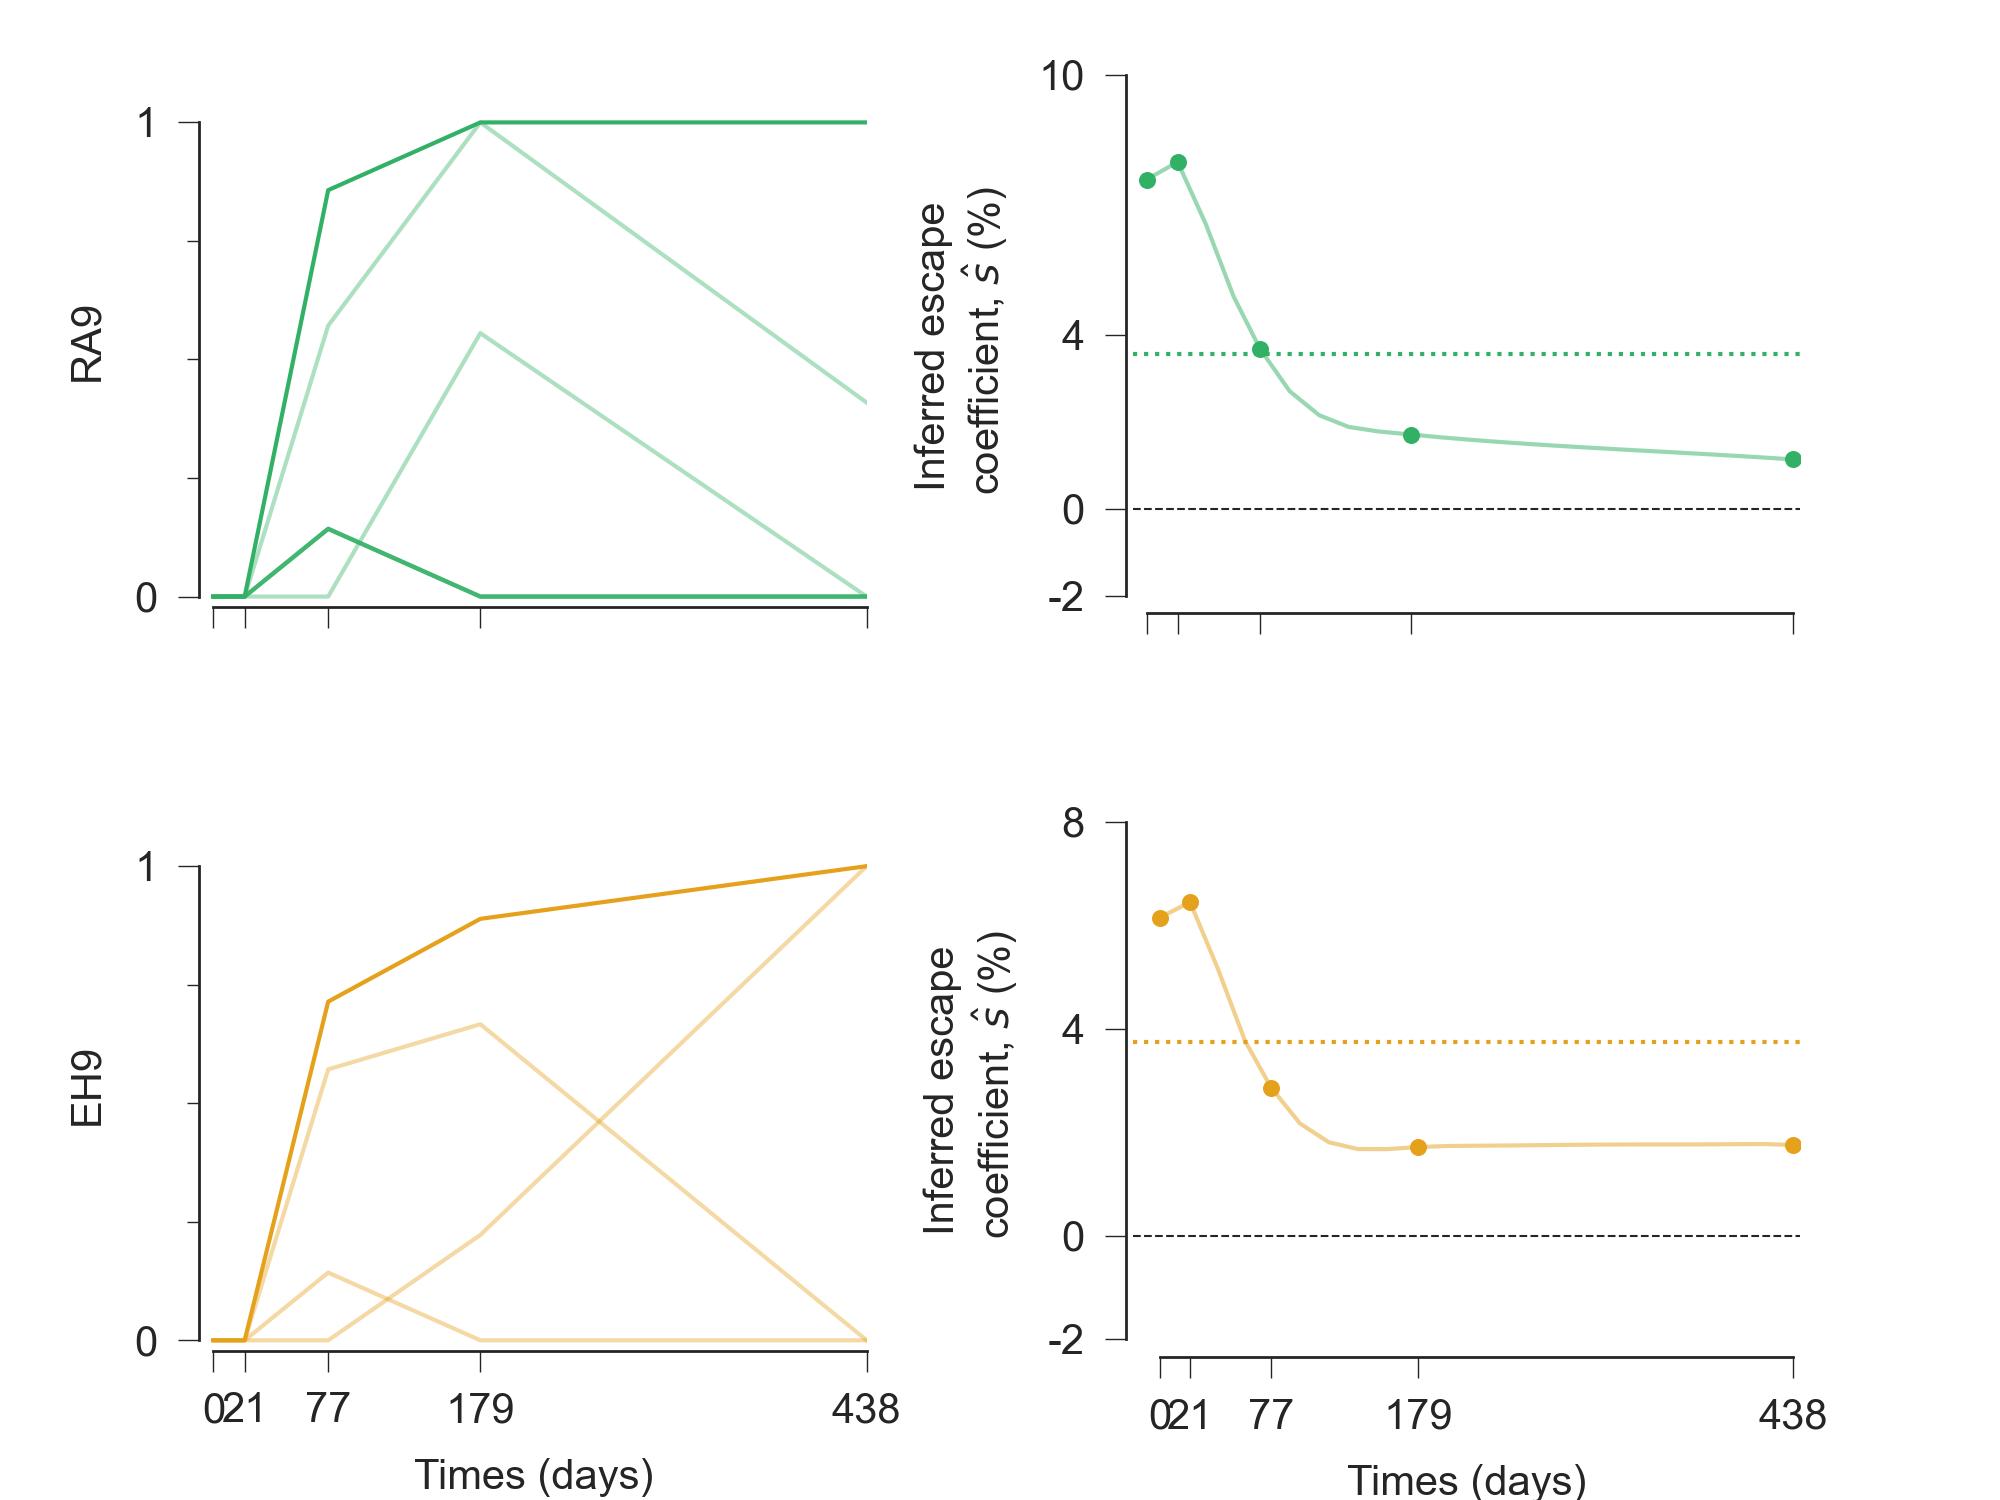 1
0
RA9
10
4
0
-2
Inferred escape
coefficient, ŝ (%)
1
0
EH9
0
21
77
179
438
Times (days)
8
4
0
-2
Inferred escape
coefficient, ŝ (%)
0
21
77
179
438
Times (days)